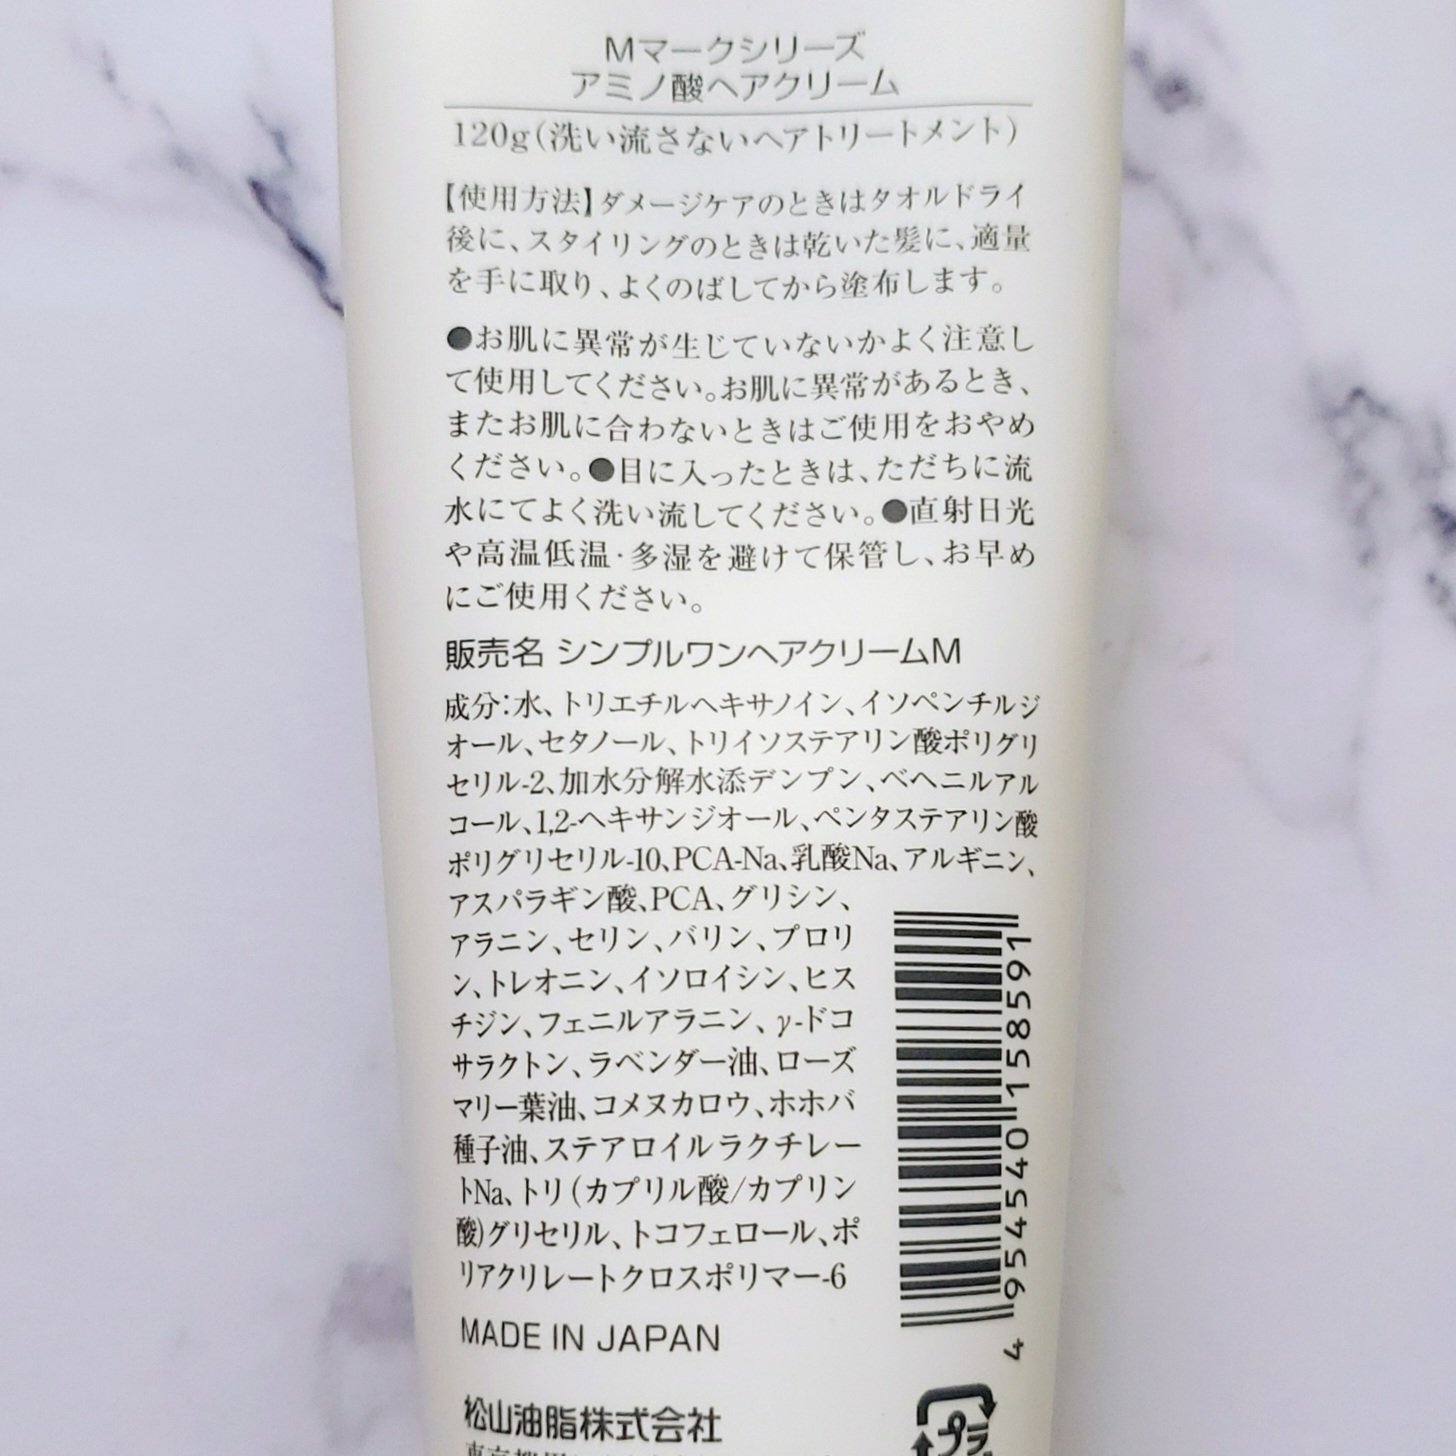 Mマークシリーズ
アミノ酸ヘアクリーム
120g(洗い流さないヘアトリートメント)
【使用方法】ダメージケアのときはタオルドライ
後に、スタイリングのときは乾いた髪に、適量
を手に取り、よくのばしてから塗布します。
●お肌に異常が生じていないかよく注意し
て使用してください。お肌に異常があるとき、
またお肌に合わないときはご使用をおやめ
ください。●目に入ったときは、ただちに流
水にてよく洗い流してください。●直射日光
や高温低温・多湿を避けて保管し、お早め
にご使用ください。
販売名 シンプルワンヘアクリームM
成分:水、トリエチルヘキサノイン、イソペンチルジ
オール、セタノール、トリイソステアリン酸ポリグリ
セリル-2、加水分解水添デンプン、ベヘニルアル
コール、1,2-ヘキサンジオール、ペンタステアリン酸
ポリグリセリル-10、PCA-Na、乳酸Na、アルギニン、
アスパラギン酸、PCA、グリシン、
アラニン、セリン、バリン、プロリ
ン、トレオニン、イソロイシン、ヒス
チジン、フェニルアラニン、γ-ドコ
サラクトン、ラベンダー油、ローズ
マリー葉油、コメヌカロウ、ホホバ
種子油、ステアロイルラクチレー
トNa、トリ(カプリル酸/カプリン
酸)グリセリル、トコフェロール、ポ
リアクリレートクロスポリマー-6
MADE IN JAPAN
松山油脂株式会社
4 954540 158591
プラ